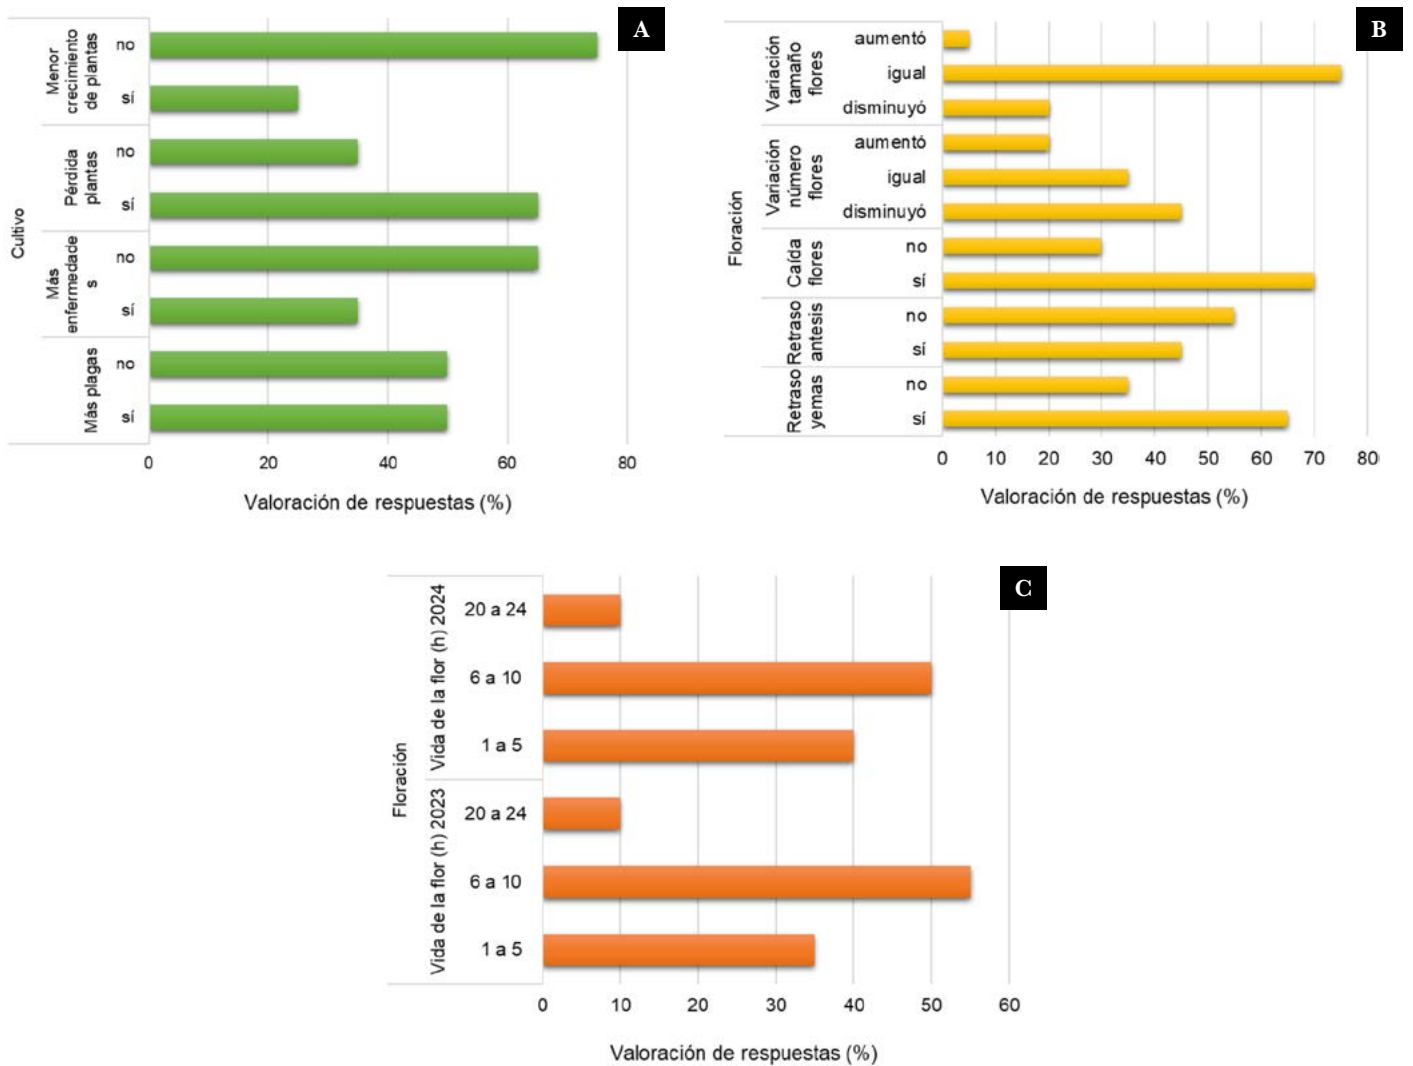 A
Cultivo
Menor
crecimiento
de plantas
no
sí
Pérdida
plantas
no
sí
Más
enfermedade
s
no
sí
Más plagas
no
sí
0 20 40 60 80
Valoración de respuestas (%)
B
Floración
Variación
tamaño
flores
aumentó
igual
disminuyó
Variación
número
flores
aumentó
igual
disminuyó
Caída
flores
no
sí
Retraso
antesis
no
sí
Retraso
yemas
no
sí
0 10 20 30 40 50 60 70 80
Valoración de respuestas (%)
C
Floración
Vida de la flor (h) 2024
20 a 24
6 a 10
1 a 5
Vida de la flor (h) 2023
20 a 24
6 a 10
1 a 5
0 10 20 30 40 50 60
Valoración de respuestas (%)